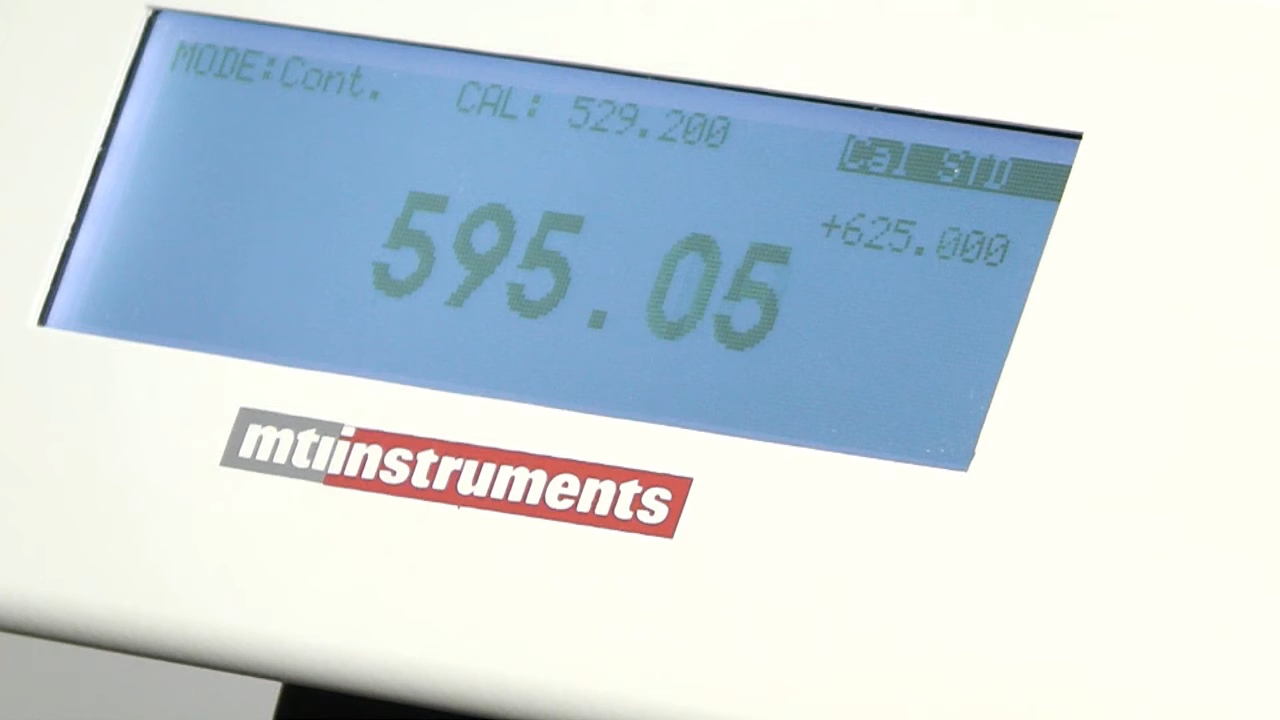 MODE:Cont. CAL: 529.200
Cal STD
595.05
+625.000
mtiinstruments